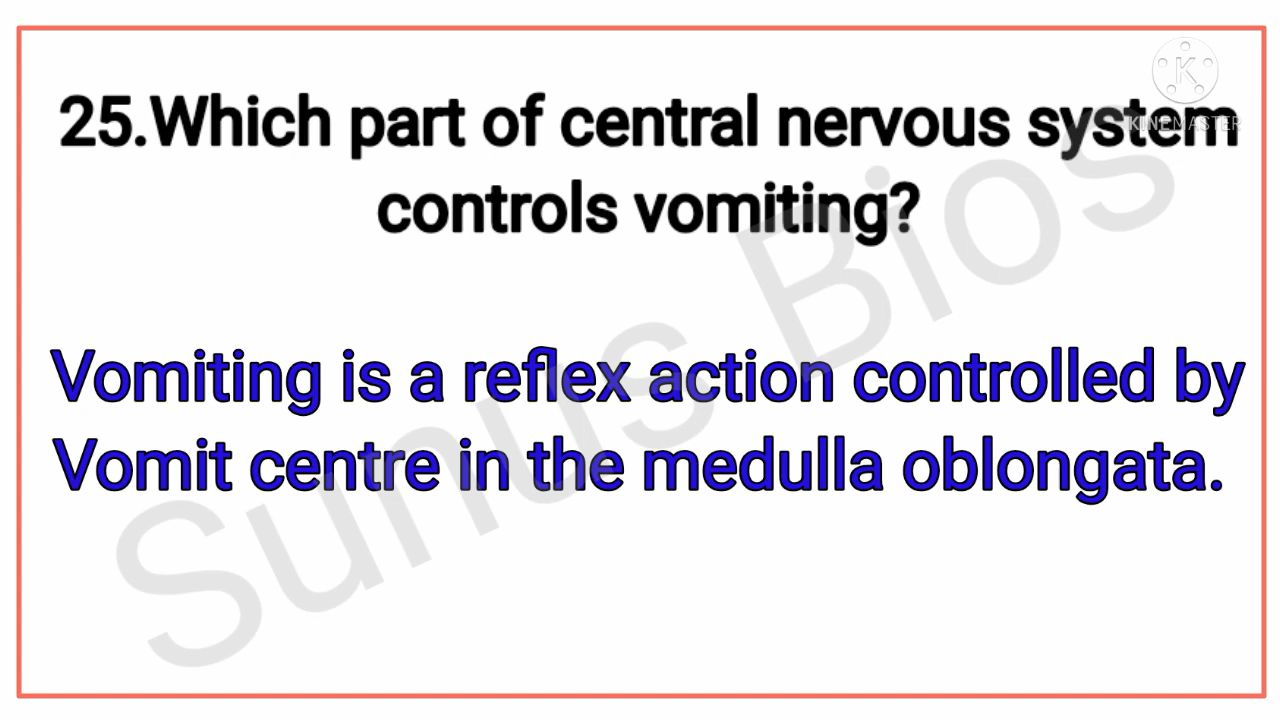 25.Which part of central nervous system
controls vomiting?
Vomiting is a reflex action controlled by
Vomit centre in the medulla oblongata.
Sunus Bios
K
KINEMASTER